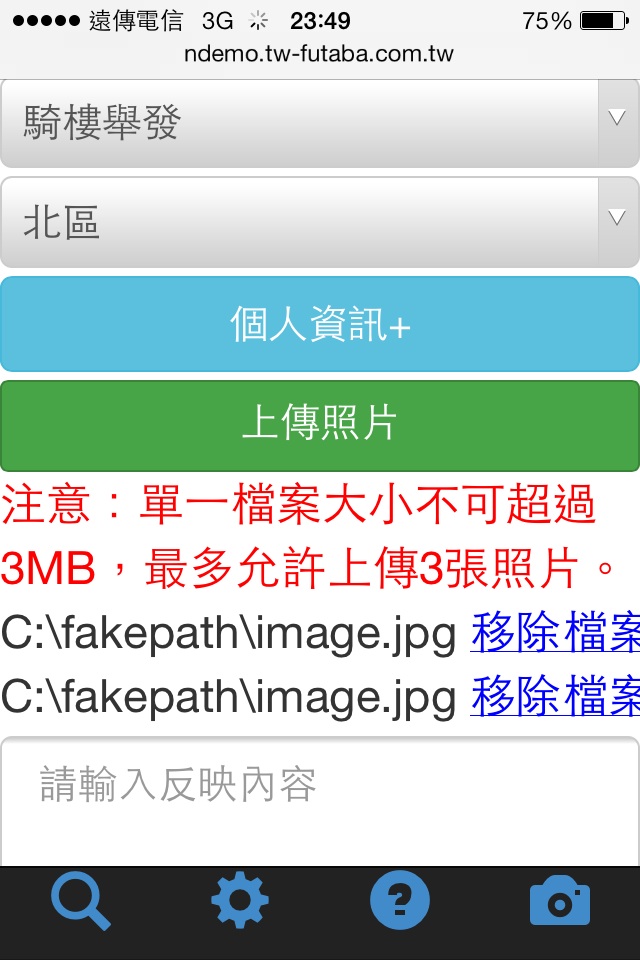 遠傳電信 3G 23:49 75%
ndemo.tw-futaba.com.tw
騎樓舉發
北區
個人資訊+
上傳照片
注意：單一檔案大小不可超過
3MB，最多允許上傳3張照片。
C:\fakepath\image.jpg 移除檔案
C:\fakepath\image.jpg 移除檔案
請輸入反映內容